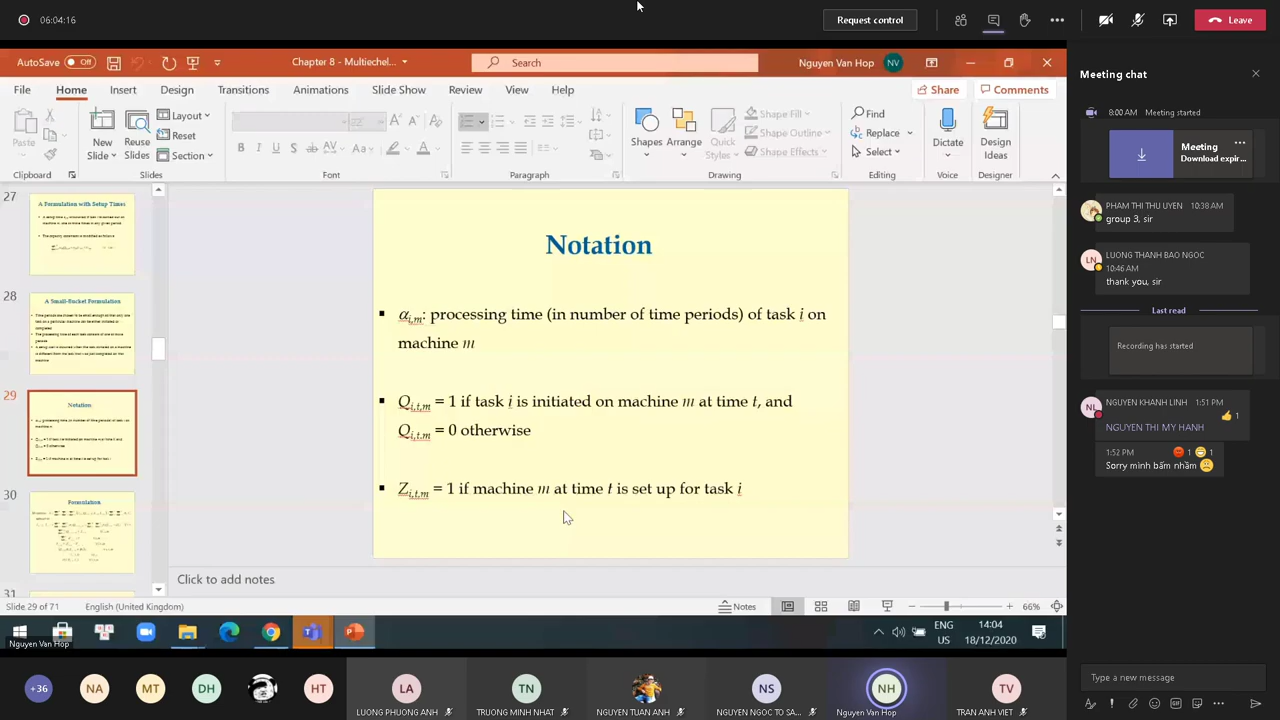 06:04:16
Request control
Leave
AutoSave Off
Chapter 8 - Multiechel...
Search
Nguyen Van Hop
NV
File Home Insert Design Transitions Animations Slide Show Review View Help
Share Comments
Paste
Clipboard
New Slide
Reuse Slides
Layout
Reset
Section
Slides
Font
Paragraph
Shapes
Arrange
Quick Styles
Shape Fill
Shape Outline
Shape Effects
Drawing
Find
Replace
Select
Editing
Dictate
Voice
Design Ideas
Designer
27
A Formulation with Setup Times
28
A Small-Bucket Formulation
29
Notation
30
Formulation
31
Notation
▪ αi,m: processing time (in number of time periods) of task i on
machine m
▪ Qi,t,m = 1 if task i is initiated on machine m at time t, and
Qi,t,m = 0 otherwise
▪ Zi,t,m = 1 if machine m at time t is set up for task i
Click to add notes
Slide 29 of 71 English (United Kingdom)
Notes
66%
Nguyen Van Hop
ENG
US
14:04
18/12/2020
+36
NA
MT
DH
HT
LA
LUONG PHUONG ANH
TN
TRUONG MINH NHAT
NGUYEN TUAN ANH
NS
NGUYEN NGOC TO SA...
NH
Nguyen Van Hop
TV
TRAN ANH VIET
Meeting chat
8:00 AM Meeting started
Meeting
Download expir...
PHAM THI THU UYEN 10:38 AM
group 3, sir
LN
LUONG THANH BAO NGOC
10:46 AM
thank you, sir
Last read
Recording has started
NL
NGUYEN KHANH LINH 1:51 PM
1
NGUYEN THI MY HANH
1:52 PM
1 1
Sorry mình bấm nhầm
Type a new message